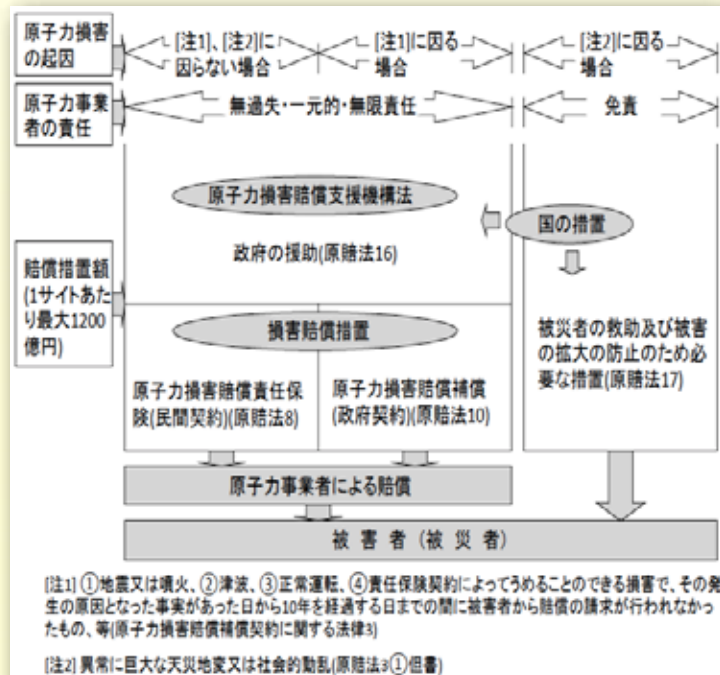 原子力損害
の起因
[注1]、[注2]に
因らない場合
[注1]に因る
場合
[注2]に因る
場合
原子力事業
者の責任
無過失・一元的・無限責任
免責
原子力損害賠償支援機構法
国の措置
政府の援助(原賠法16)
賠償措置額
(1サイトあた
り最大1200
億円)
損害賠償措置
被災者の救助及び被害
の拡大の防止のため必
要な措置(原賠法17)
原子力損害賠償責任保
険(民間契約)(原賠法8)
原子力損害賠償補償
(政府契約)(原賠法10)
原子力事業者による賠償
被 害 者 （被 災 者）
[注1] ①地震又は噴火、②津波、③正常運転、④責任保険契約によってうめることのできる損害で、その発
生の原因となった事実があった日から10年を経過する日までの間に被害者から賠償の請求が行われなかっ
たもの、等(原子力損害賠償補償契約に関する法律3)
[注2] 異常に巨大な天災地変又は社会的動乱(原賠法3①但書)